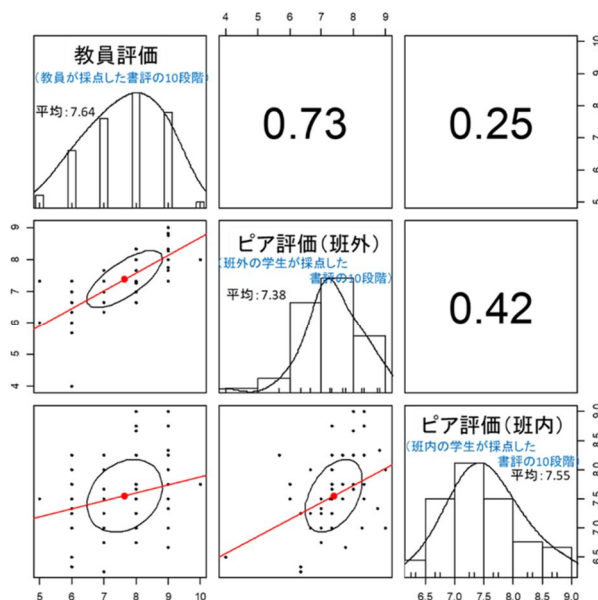 4 5 6 7 8 9
教員評価
(教員が採点した書評の10段階)
平均:7.64
0.73
0.25
5 6 7 8 9 10
4 5 6 7 8 9
ピア評価(班外)
(班外の学生が採点した
書評の10段階)
平均:7.38
0.42
ピア評価(班内)
(班内の学生が採点した
書評の10段階)
平均:7.55
6.5 7.0 7.5 8.0 8.5 9.0
5 6 7 8 9 10
6.5 7.0 7.5 8.0 8.5 9.0